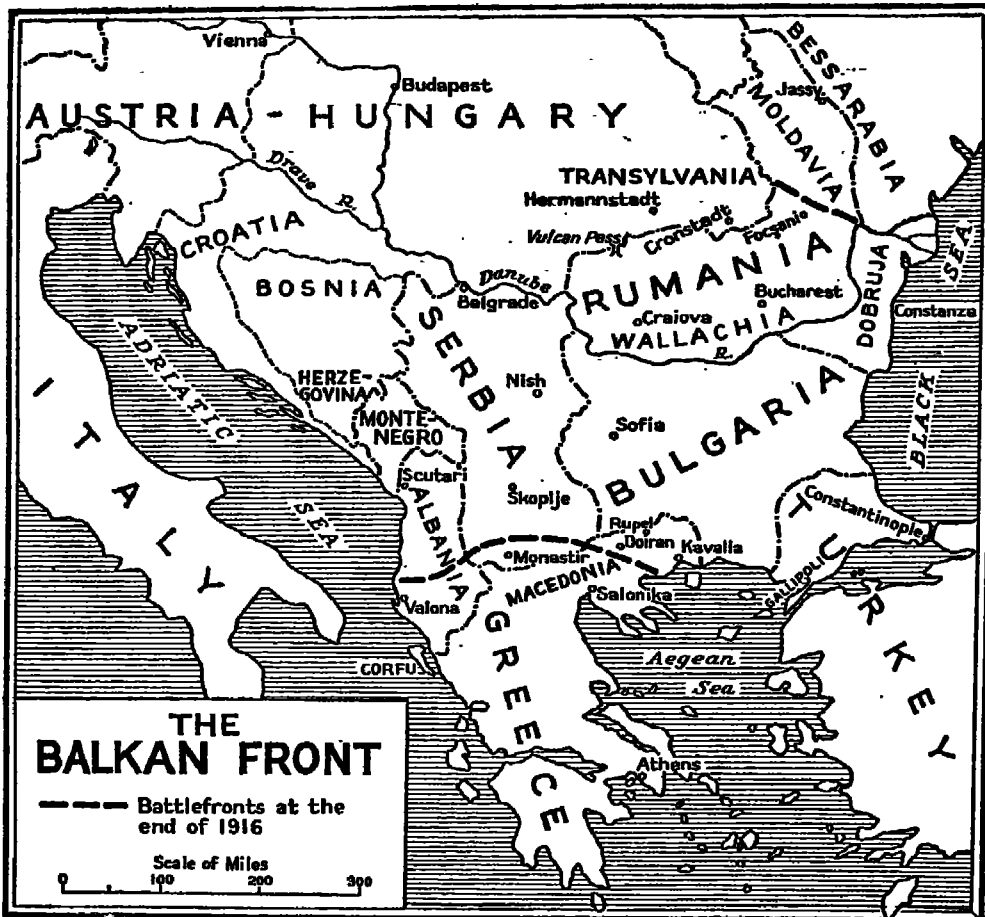 Vienna
Budapest
AUSTRIA - HUNGARY
BESSARABIA
Jassy
MOLDAVIA
Drave R.
TRANSYLVANIA
Hermannstadt
CROATIA
Vulcan Pass
Cronstadt
Focsani
BOSNIA
Danube
Belgrade
RUMANIA
Bucharest
Craiova
WALLACHIA
R.
DOBRUJA
Constanza
BLACK SEA
ADRIATIC SEA
ITALY
SERBIA
HERZE-
GOVINA
Nish
MONTE-
NEGRO
Sofia
BULGARIA
Scutari
ALBANIA
Skoplje
Constantinople
TURKEY
Rupel
Doiran
Kavalla
Monastir
MACEDONIA
Salonika
GALLIPOLI
Valona
GREECE
CORFU
Aegean
Sea
Athens
THE
BALKAN FRONT
Battlefronts at the
end of 1916
Scale of Miles
0 100 200 300